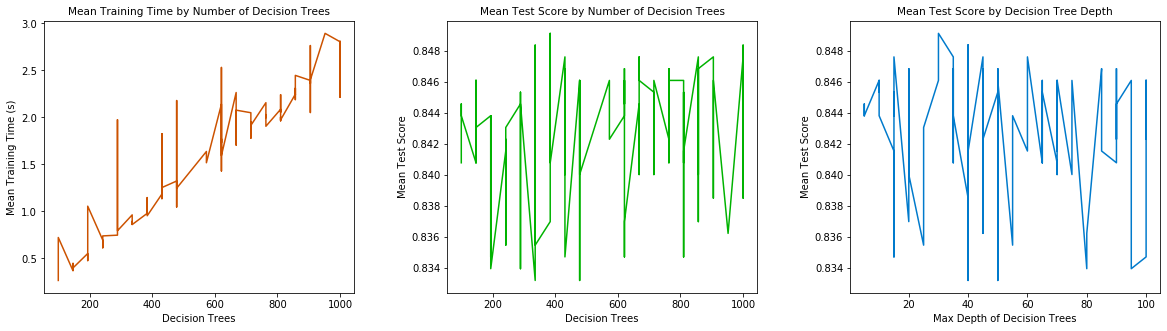 Mean Training Time by Number of Decision Trees
Mean Training Time (s)
3.0
2.5
2.0
1.5
1.0
0.5
200 400 600 800 1000
Decision Trees
Mean Test Score by Number of Decision Trees
Mean Test Score
0.848
0.846
0.844
0.842
0.840
0.838
0.836
0.834
200 400 600 800 1000
Decision Trees
Mean Test Score by Decision Tree Depth
Mean Test Score
0.848
0.846
0.844
0.842
0.840
0.838
0.836
0.834
20 40 60 80 100
Max Depth of Decision Trees